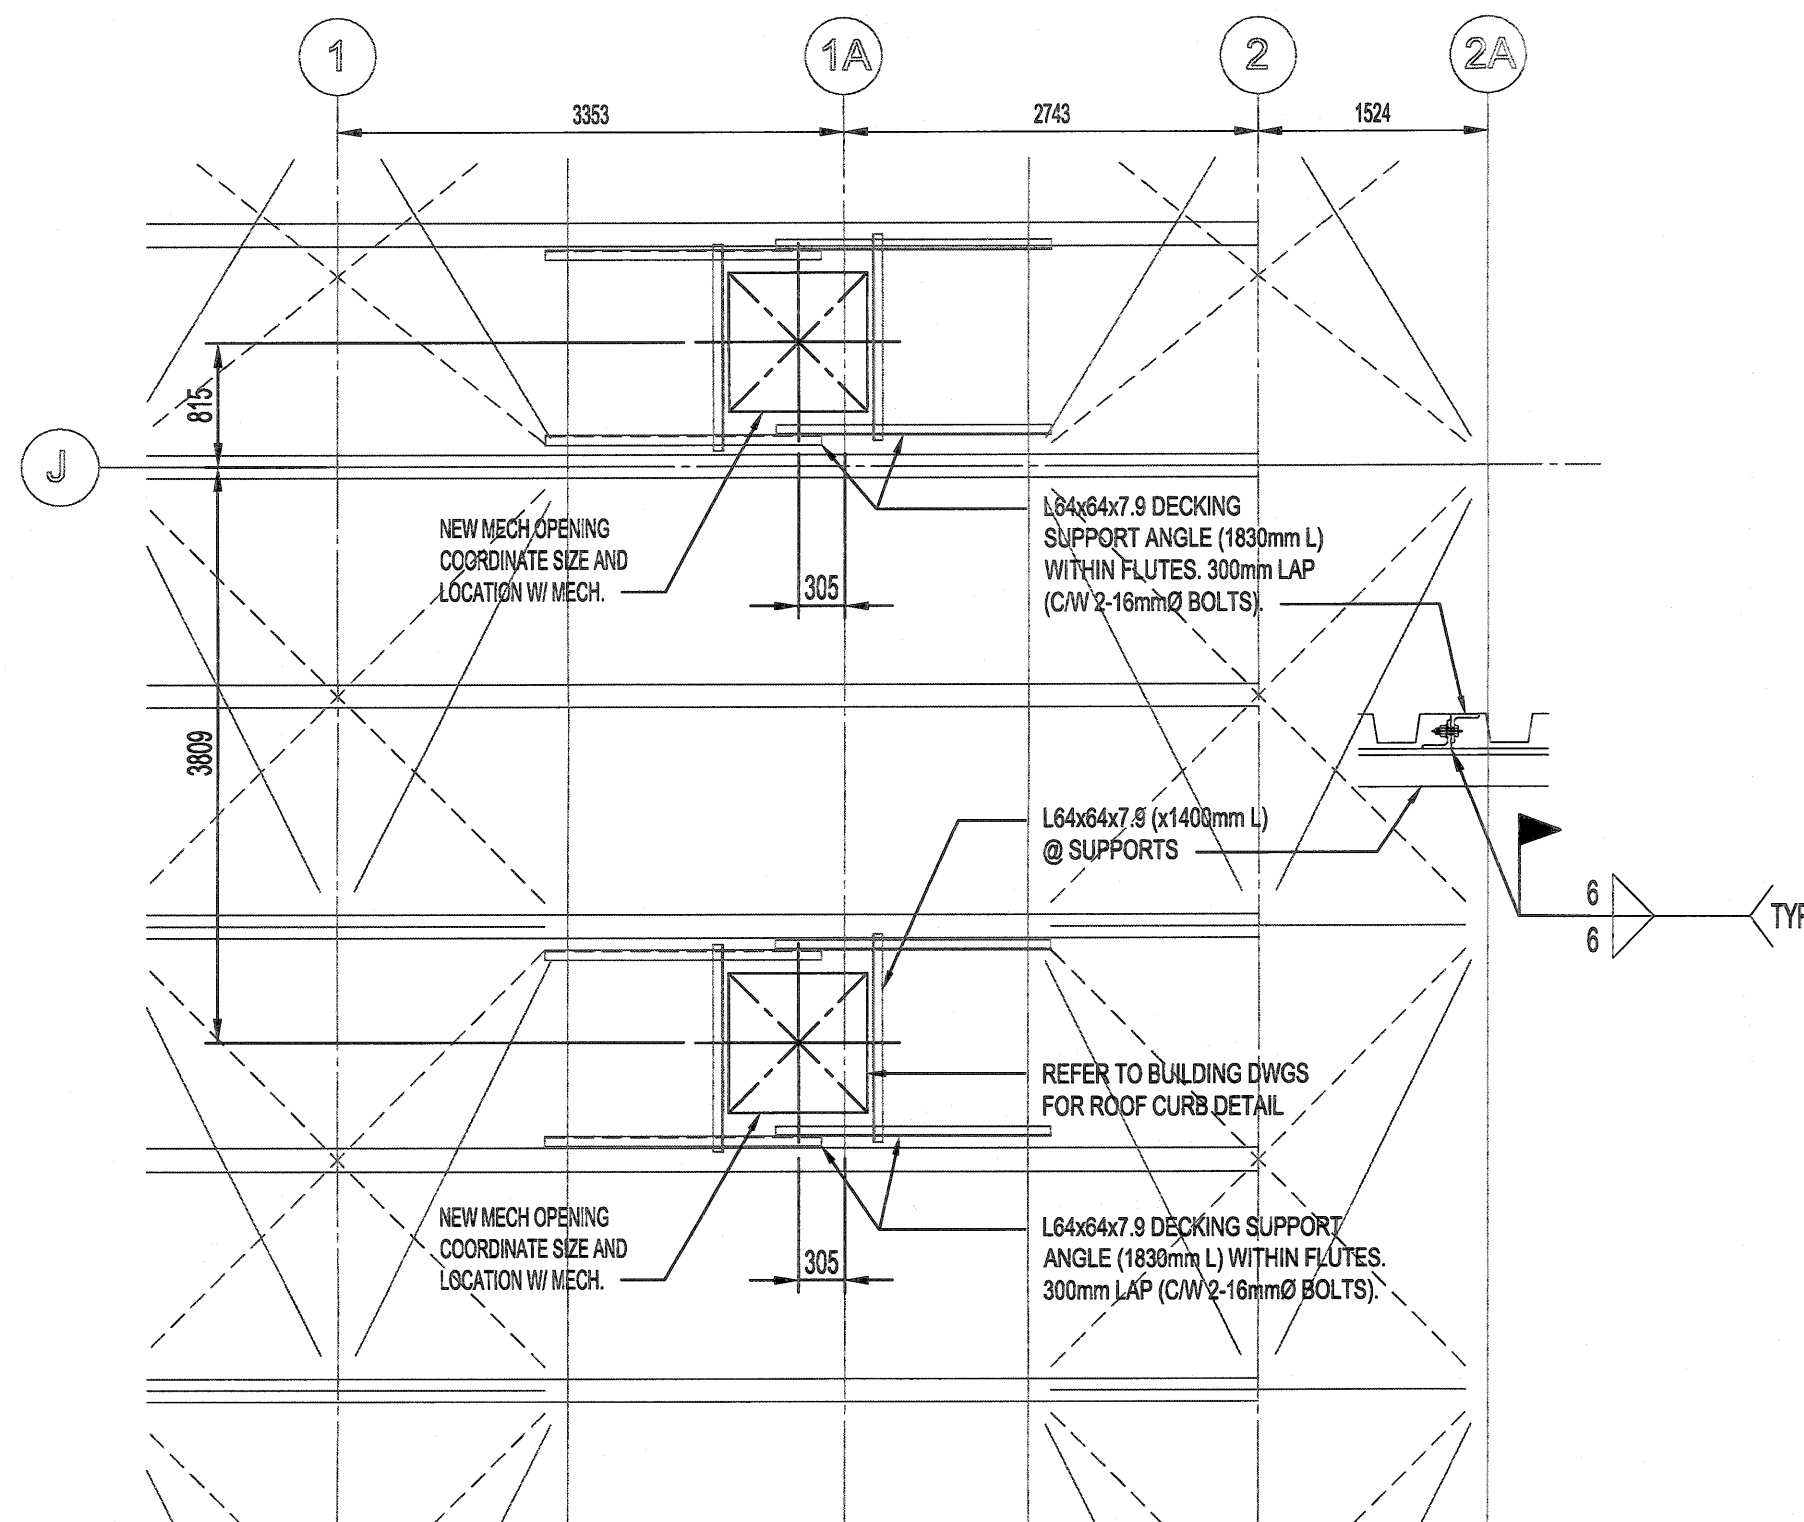 1
1A
2
2A
3353
2743
1524
815
J
NEW MECH OPENING
COORDINATE SIZE AND
LOCATION W/ MECH.
305
L64x64x7.9 DECKING
SUPPORT ANGLE (1830mm L)
WITHIN FLUTES. 300mm LAP
(C/W 2-16mmØ BOLTS).
3809
L64x64x7.9 (x1400mm L)
@ SUPPORTS
6
6
TYP
REFER TO BUILDING DWGS
FOR ROOF CURB DETAIL
NEW MECH OPENING
COORDINATE SIZE AND
LOCATION W/ MECH.
305
L64x64x7.9 DECKING SUPPORT
ANGLE (1830mm L) WITHIN FLUTES.
300mm LAP (C/W 2-16mmØ BOLTS).